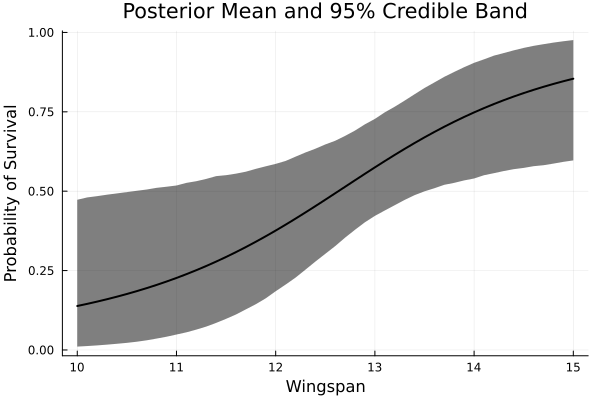 Posterior Mean and 95% Credible Band
1.00
0.75
0.50
0.25
0.00
Probability of Survival
10 11 12 13 14 15
Wingspan